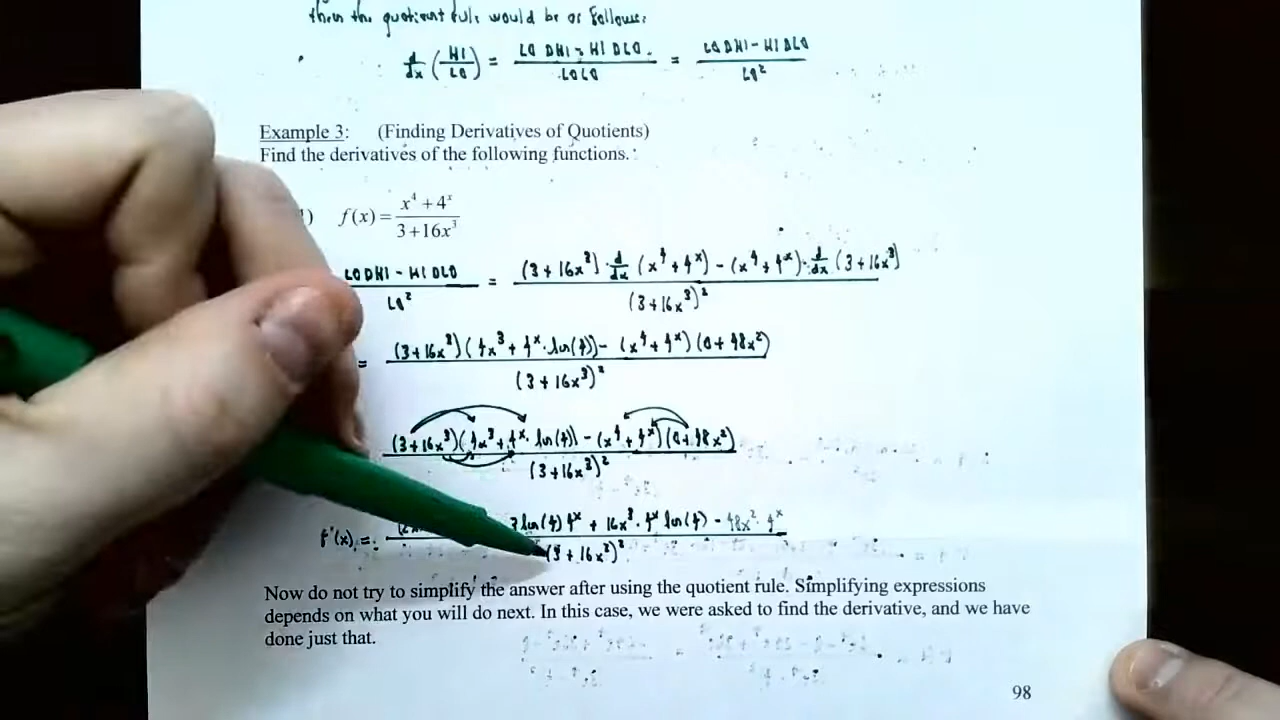 then the quotient rule would be as follows:
d/dx (HI/LO) = LO DHI - HI DLO / LOLO = LO DHI - HI DLO / LO²
Example 3: (Finding Derivatives of Quotients)
Find the derivatives of the following functions.
1) f(x) = x⁴ + 4ˣ / 3 + 16x³
LO DHI - HI DLO / LO² = (3 + 16x³) · d/dx (x⁴ + 4ˣ) - (x⁴ + 4ˣ) · d/dx (3 + 16x³) / (3 + 16x³)²
= (3 + 16x³)(4x³ + 4ˣ · ln(4)) - (x⁴ + 4ˣ)(0 + 48x²) / (3 + 16x³)²
(3 + 16x³)(4x³ + 4ˣ · ln(4)) - (x⁴ + 4ˣ)(0 + 48x²) / (3 + 16x³)²
f'(x) = 3 ln(4) 4ˣ + 16x³ · 4ˣ ln(4) - 48x² · 4ˣ / (3 + 16x³)²
Now do not try to simplify the answer after using the quotient rule. Simplifying expressions
depends on what you will do next. In this case, we were asked to find the derivative, and we have
done just that.
98